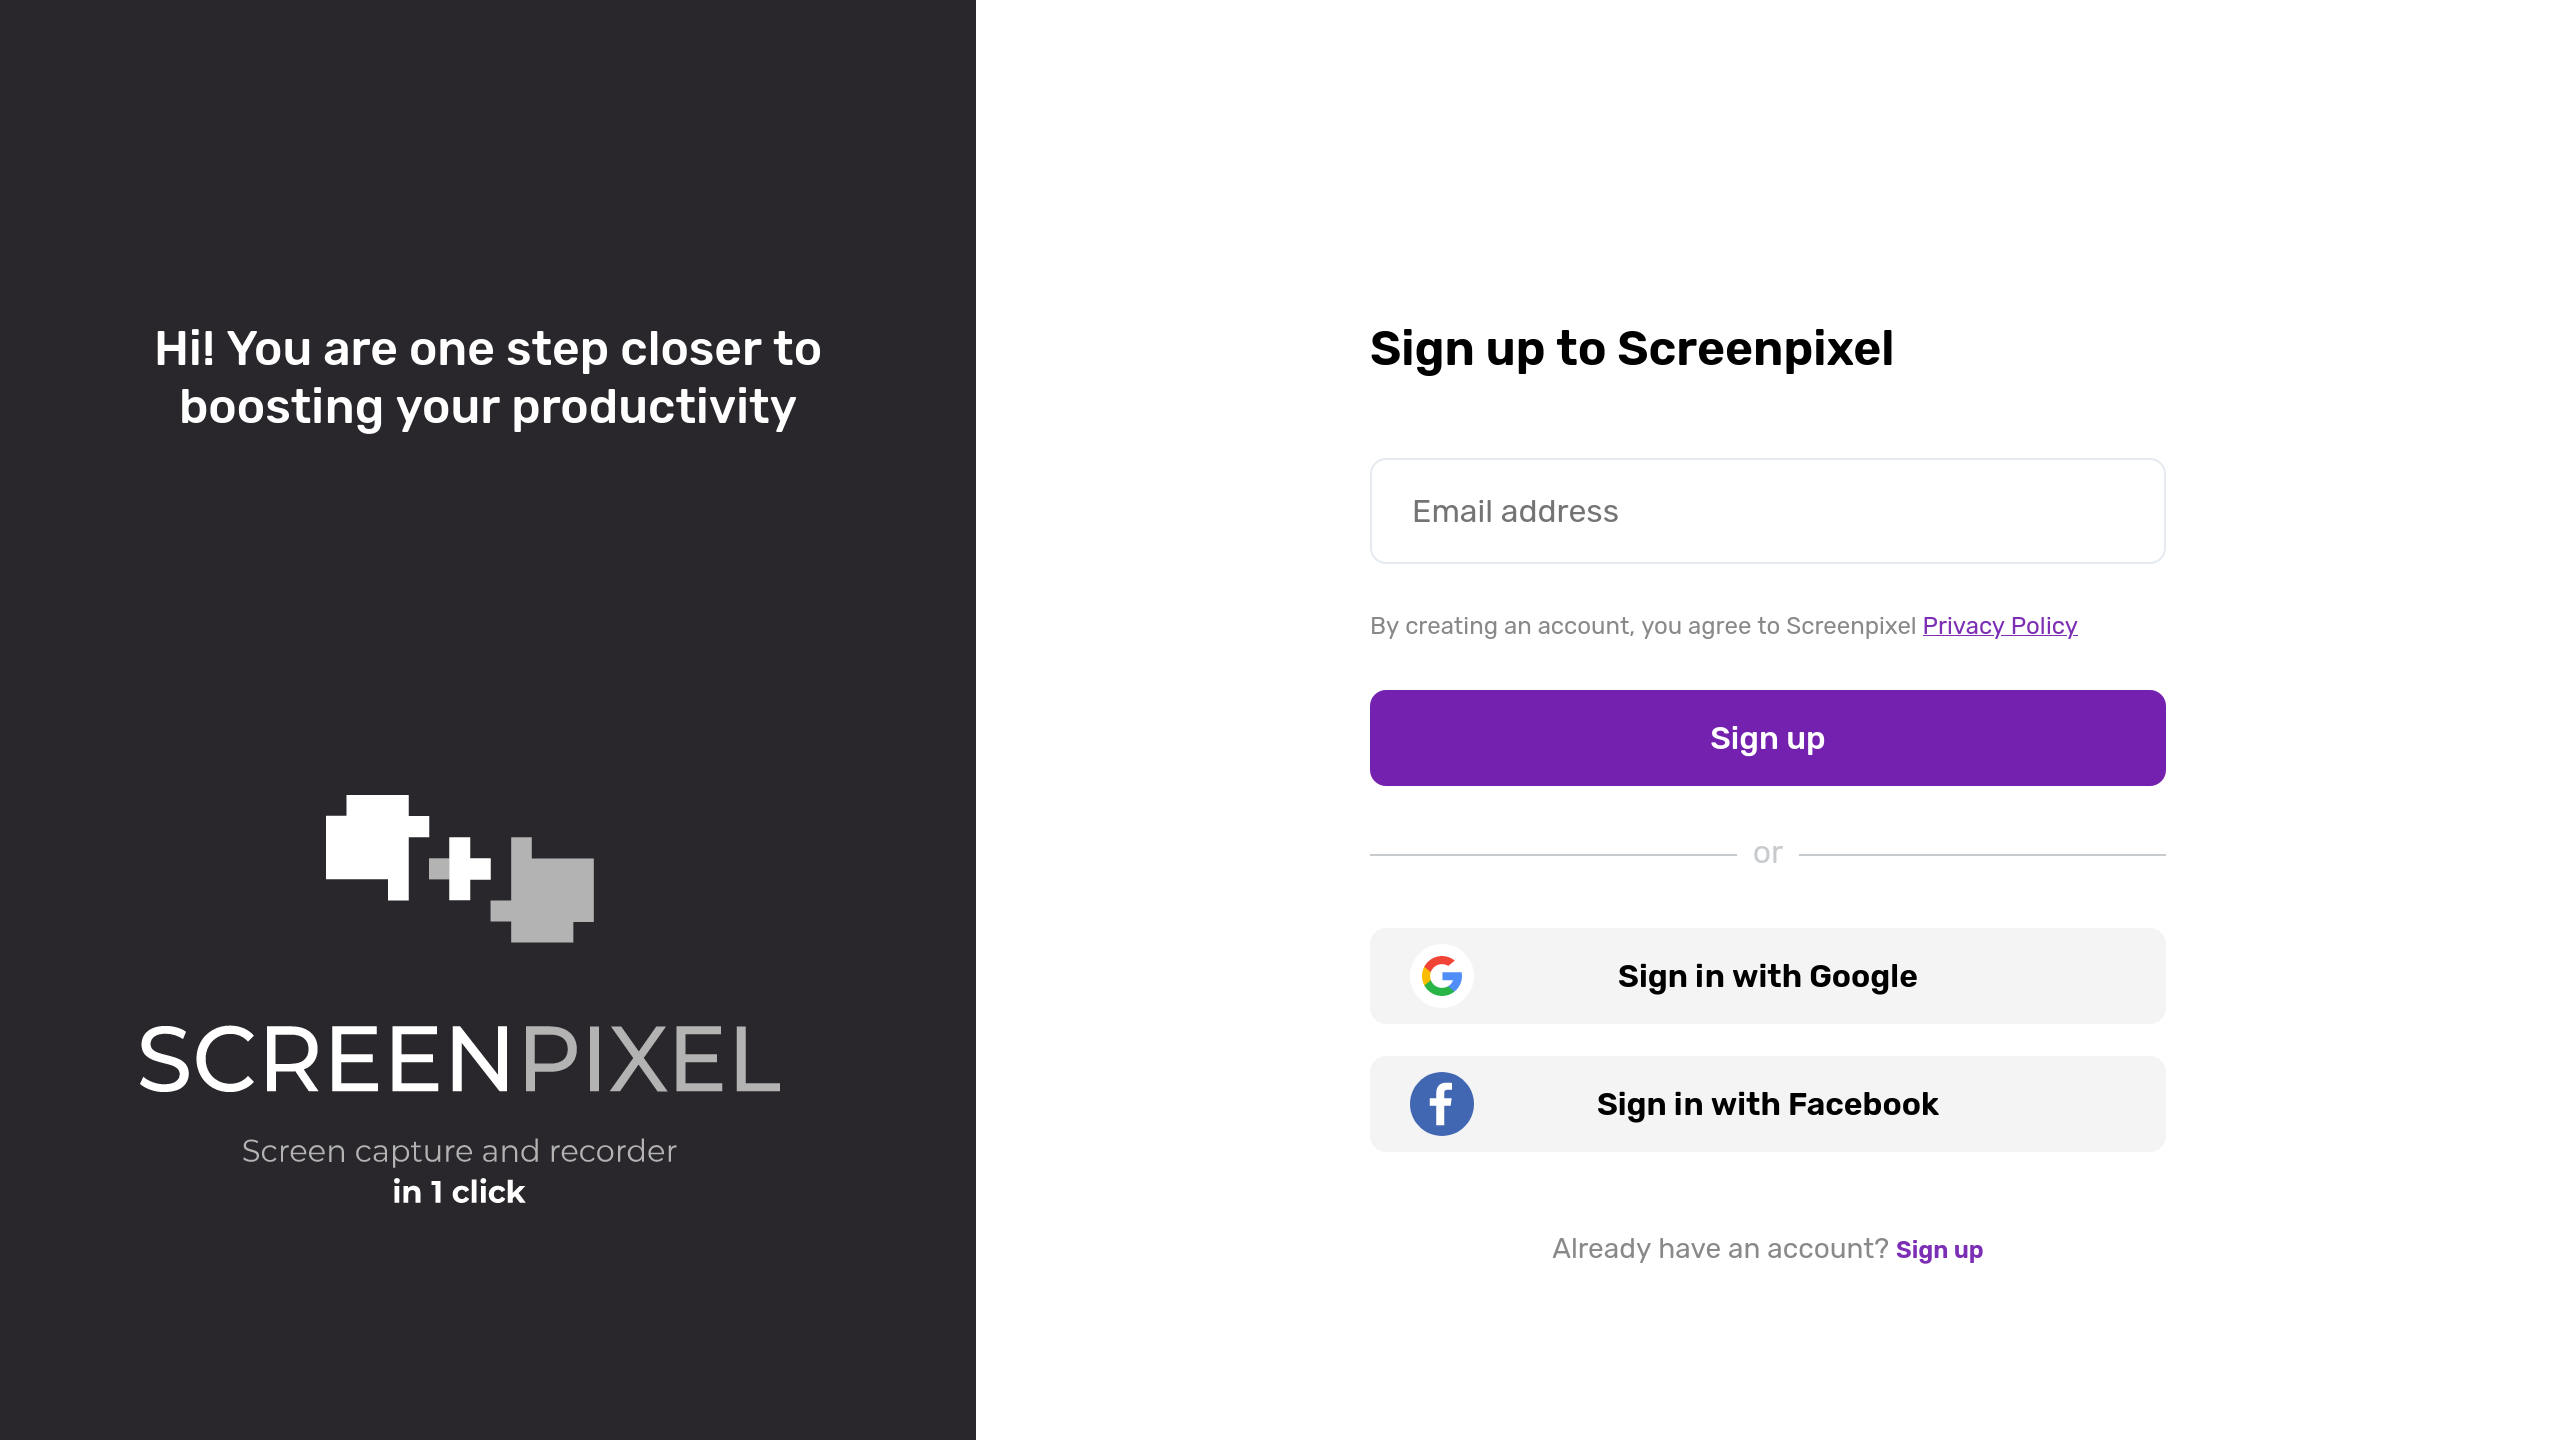 Hi! You are one step closer to
boosting your productivity
SCREENPIXEL
Screen capture and recorder
in 1 click
Sign up to Screenpixel
Email address
By creating an account, you agree to Screenpixel Privacy Policy
Sign up
or
Sign in with Google
Sign in with Facebook
Already have an account? Sign up